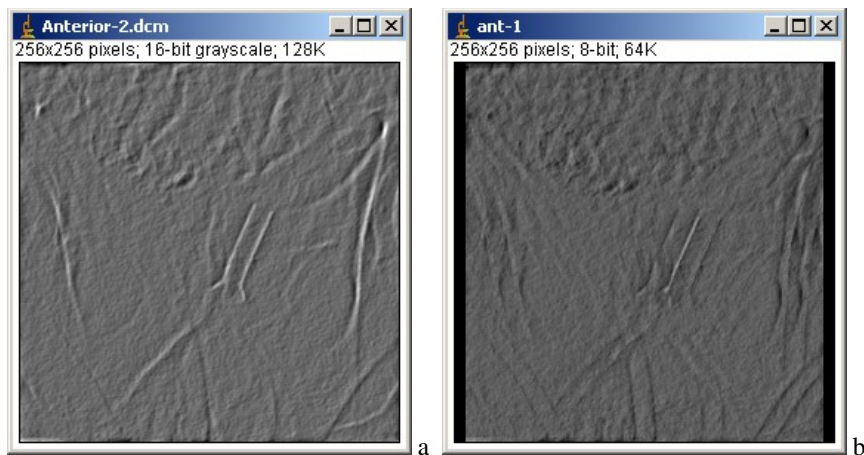 Anterior-2.dcm
256x256 pixels; 16-bit grayscale; 128K
a
ant-1
256x256 pixels; 8-bit; 64K
b